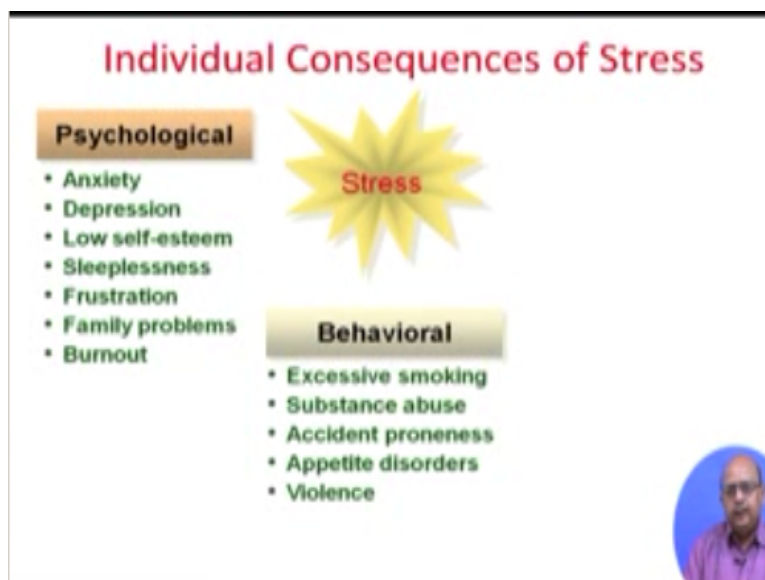 Individual Consequences of Stress
Psychological
• Anxiety
• Depression
• Low self-esteem
• Sleeplessness
• Frustration
• Family problems
• Burnout
Stress
Behavioral
• Excessive smoking
• Substance abuse
• Accident proneness
• Appetite disorders
• Violence